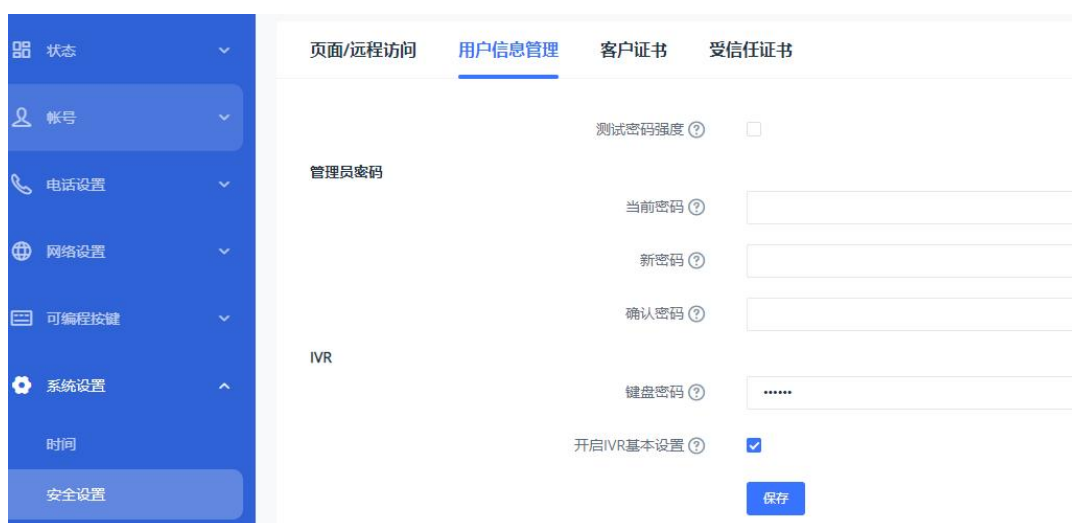 状态
帐号
电话设置
网络设置
可编程按键
系统设置
时间
安全设置
页面/远程访问 用户信息管理 客户证书 受信任证书
测试密码强度
管理员密码
当前密码
新密码
确认密码
IVR
键盘密码 ······
开启IVR基本设置
保存